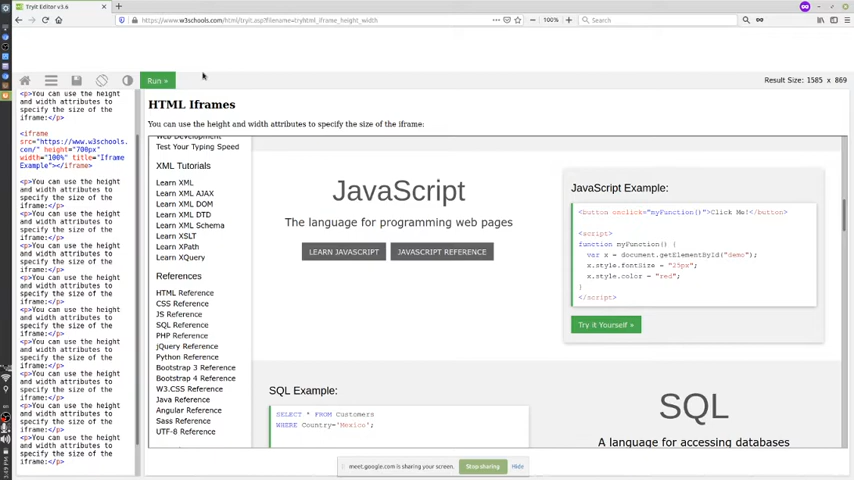 Tryit Editor v3.6
https://www.w3schools.com/html/tryit.asp?filename=tryhtml_iframe_height_width
100%
Search
Run »
Result Size: 1585 x 869
<p>You can use the
height and width
attributes to
specify the size of
the iframe:</p>
<iframe
src="https://www.w3schools.
com/" height="700px"
width="100%" title="Iframe
Example"></iframe>
<p>You can use the height
and width attributes to
specify the size of the
iframe:</p>
<p>You can use the height
and width attributes to
specify the size of the
iframe:</p>
<p>You can use the height
and width attributes to
specify the size of the
iframe:</p>
<p>You can use the height
and width attributes to
specify the size of the
iframe:</p>
<p>You can use the height
and width attributes to
specify the size of the
iframe:</p>
<p>You can use the height
and width attributes to
specify the size of the
iframe:</p>
<p>You can use the height
and width attributes to
specify the size of the
iframe:</p>
<p>You can use the height
and width attributes to
specify the size of the
iframe:</p>
<p>You can use the height
and width attributes to
specify the size of the
iframe:</p>
HTML Iframes
You can use the height and width attributes to specify the size of the iframe:
Web Development
Test Your Typing Speed
XML Tutorials
Learn XML
Learn XML AJAX
Learn XML DOM
Learn XML DTD
Learn XML Schema
Learn XSLT
Learn XPath
Learn XQuery
References
HTML Reference
CSS Reference
JS Reference
SQL Reference
PHP Reference
jQuery Reference
Python Reference
Bootstrap 3 Reference
Bootstrap 4 Reference
W3.CSS Reference
Java Reference
Angular Reference
Sass Reference
UTF-8 Reference
JavaScript
The language for programming web pages
LEARN JAVASCRIPT
JAVASCRIPT REFERENCE
JavaScript Example:
<button onclick="myFunction()">Click Me!</button>
<script>
function myFunction() {
var x = document.getElementById("demo");
x.style.fontSize = "25px";
x.style.color = "red";
}
</script>
Try it Yourself »
SQL Example:
SELECT * FROM Customers
WHERE Country='Mexico';
SQL
A language for accessing databases
meet.google.com is sharing your screen.
Stop sharing
Hide